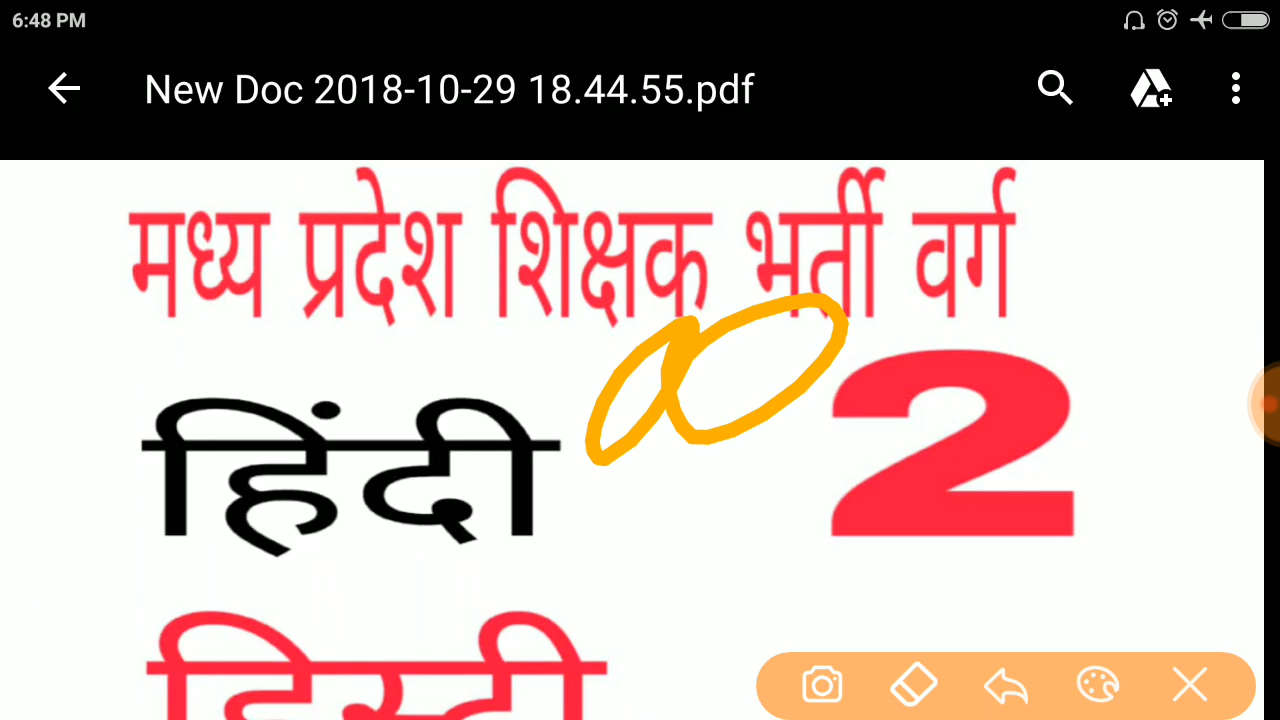 6:48 PM
New Doc 2018-10-29 18.44.55.pdf
मध्य प्रदेश शिक्षक भर्ती वर्ग
2
हिंदी